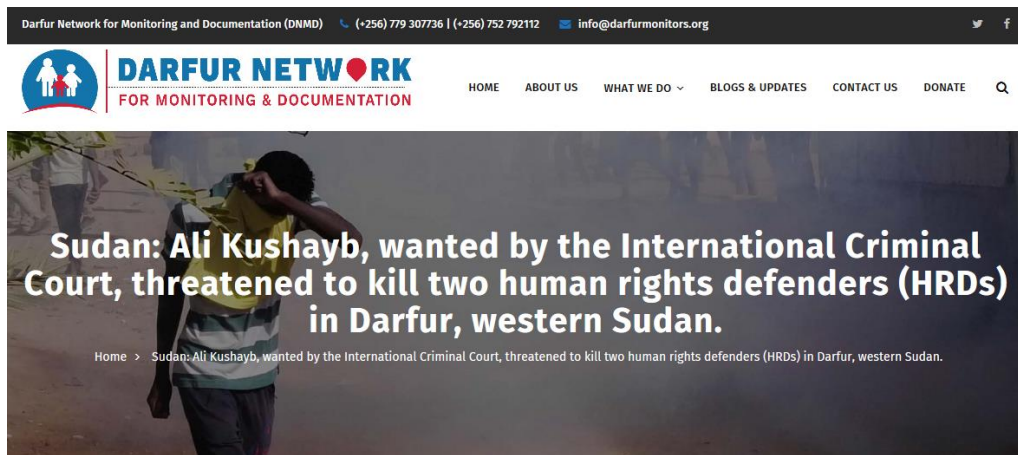 Darfur Network for Monitoring and Documentation (DNMD) (+256) 779 307736 | (+256) 752 792112 info@darfurmonitors.org
DARFUR NETWORK
FOR MONITORING & DOCUMENTATION
HOME ABOUT US WHAT WE DO BLOGS & UPDATES CONTACT US DONATE
Sudan: Ali Kushayb, wanted by the International Criminal
Court, threatened to kill two human rights defenders (HRDs)
in Darfur, western Sudan.
Home > Sudan: Ali Kushayb, wanted by the International Criminal Court, threatened to kill two human rights defenders (HRDs) in Darfur, western Sudan.